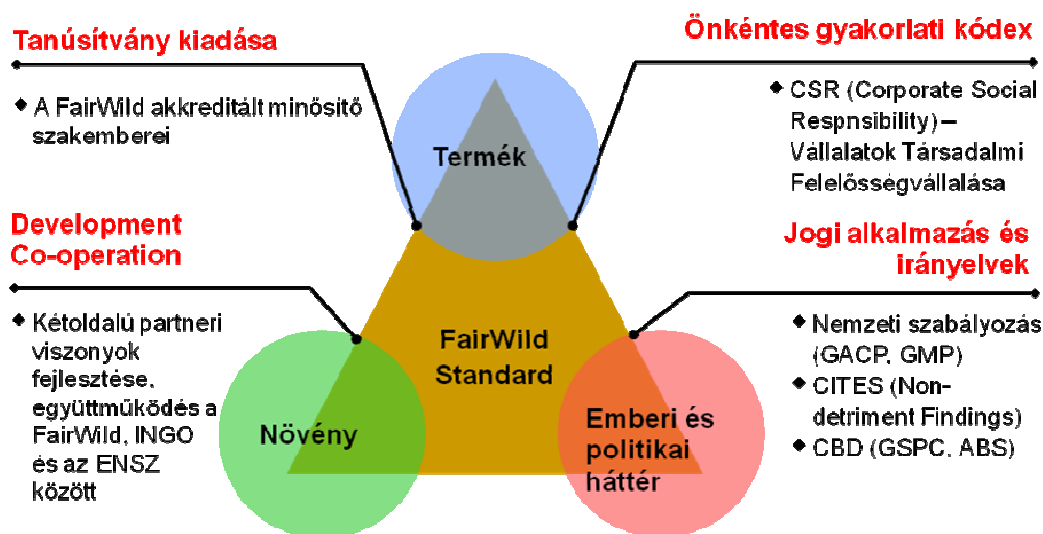 Tanúsítvány kiadása
◆ A FairWild akkreditált minősítő
szakemberei
Önkéntes gyakorlati kódex
◆ CSR (Corporate Social
Respnsibility) –
Vállalatok Társadalmi
Felelősségvállalása
Termék
Development
Co-operation
◆ Kétoldalú partneri
viszonyok
fejlesztése,
együttműködés a
FairWild, INGO
és az ENSZ
között
Jogi alkalmazás és
irányelvek
◆ Nemzeti szabályozás
(GACP, GMP)
◆ CITES (Non-
detriment Findings)
◆ CBD (GSPC, ABS)
FairWild
Standard
Növény
Emberi és
politikai
háttér